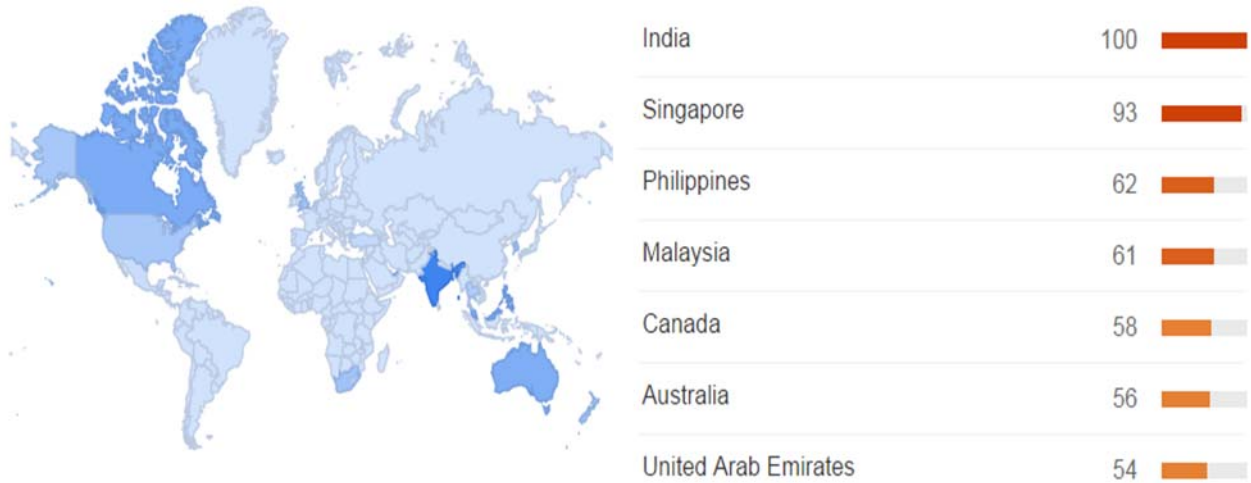 India 100
Singapore 93
Philippines 62
Malaysia 61
Canada 58
Australia 56
United Arab Emirates 54